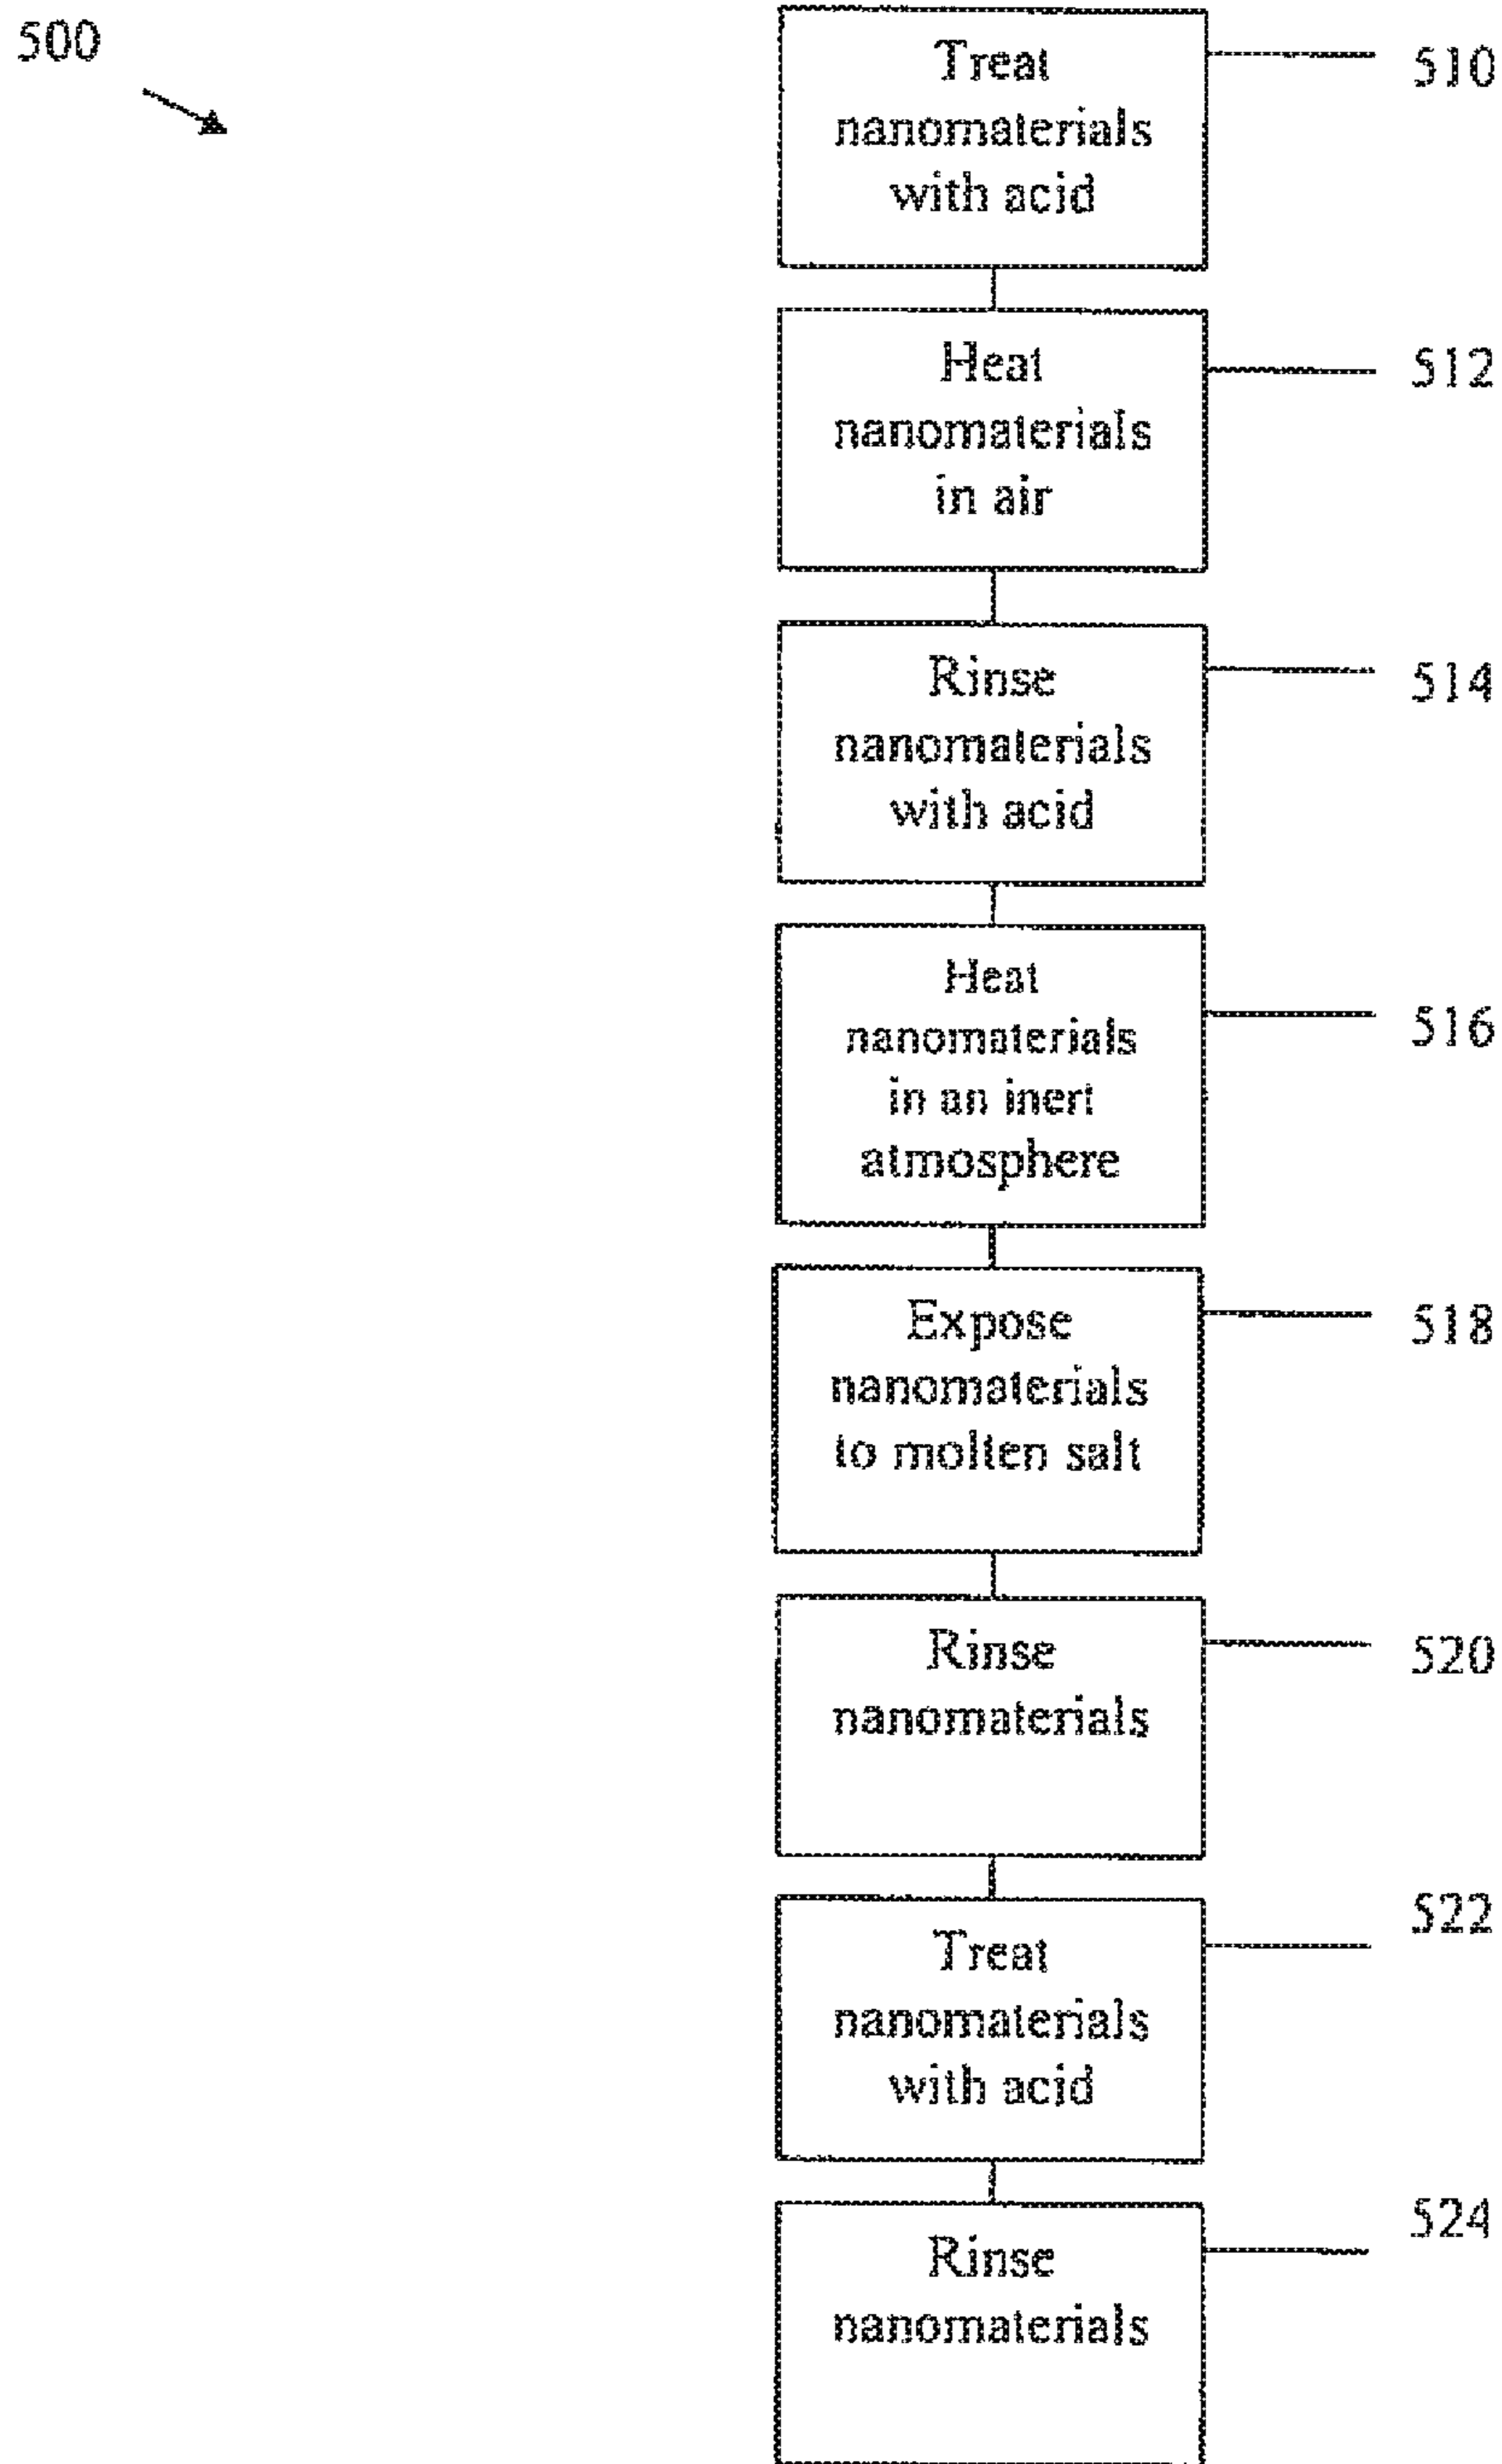 500
Treat
nanomaterials
with acid
510
Heat
nanomaterials
in air
512
Rinse
nanomaterials
with acid
514
Heat
nanomaterials
in an inert
atmosphere
516
Expose
nanomaterials
to molten salt
518
Rinse
nanomaterials
520
Treat
nanomaterials
with acid
522
Rinse
nanomaterials
524